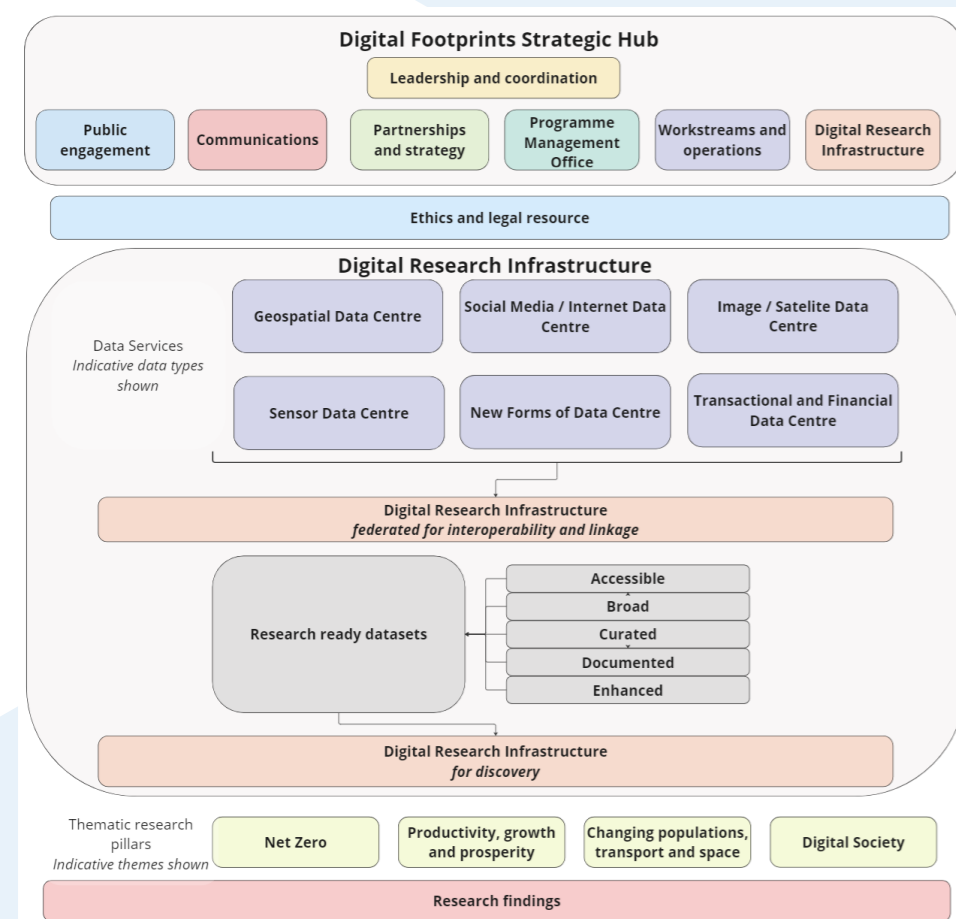 Digital Footprints Strategic Hub
Leadership and coordination
Public
engagement
Communications
Partnerships
and strategy
Programme
Management
Office
Workstreams and
operations
Digital Research
Infrastructure
Ethics and legal resource
Digital Research Infrastructure
Data Services
Indicative data types
shown
Geospatial Data Centre
Social Media / Internet Data
Centre
Image / Satelite Data
Centre
Sensor Data Centre
New Forms of Data Centre
Transactional and Financial
Data Centre
Digital Research Infrastructure
federated for interoperability and linkage
Research ready datasets
Accessible
Broad
Curated
Documented
Enhanced
Digital Research Infrastructure
for discovery
Thematic research
pillars
Indicative themes shown
Net Zero
Productivity, growth
and prosperity
Changing populations,
transport and space
Digital Society
Research findings